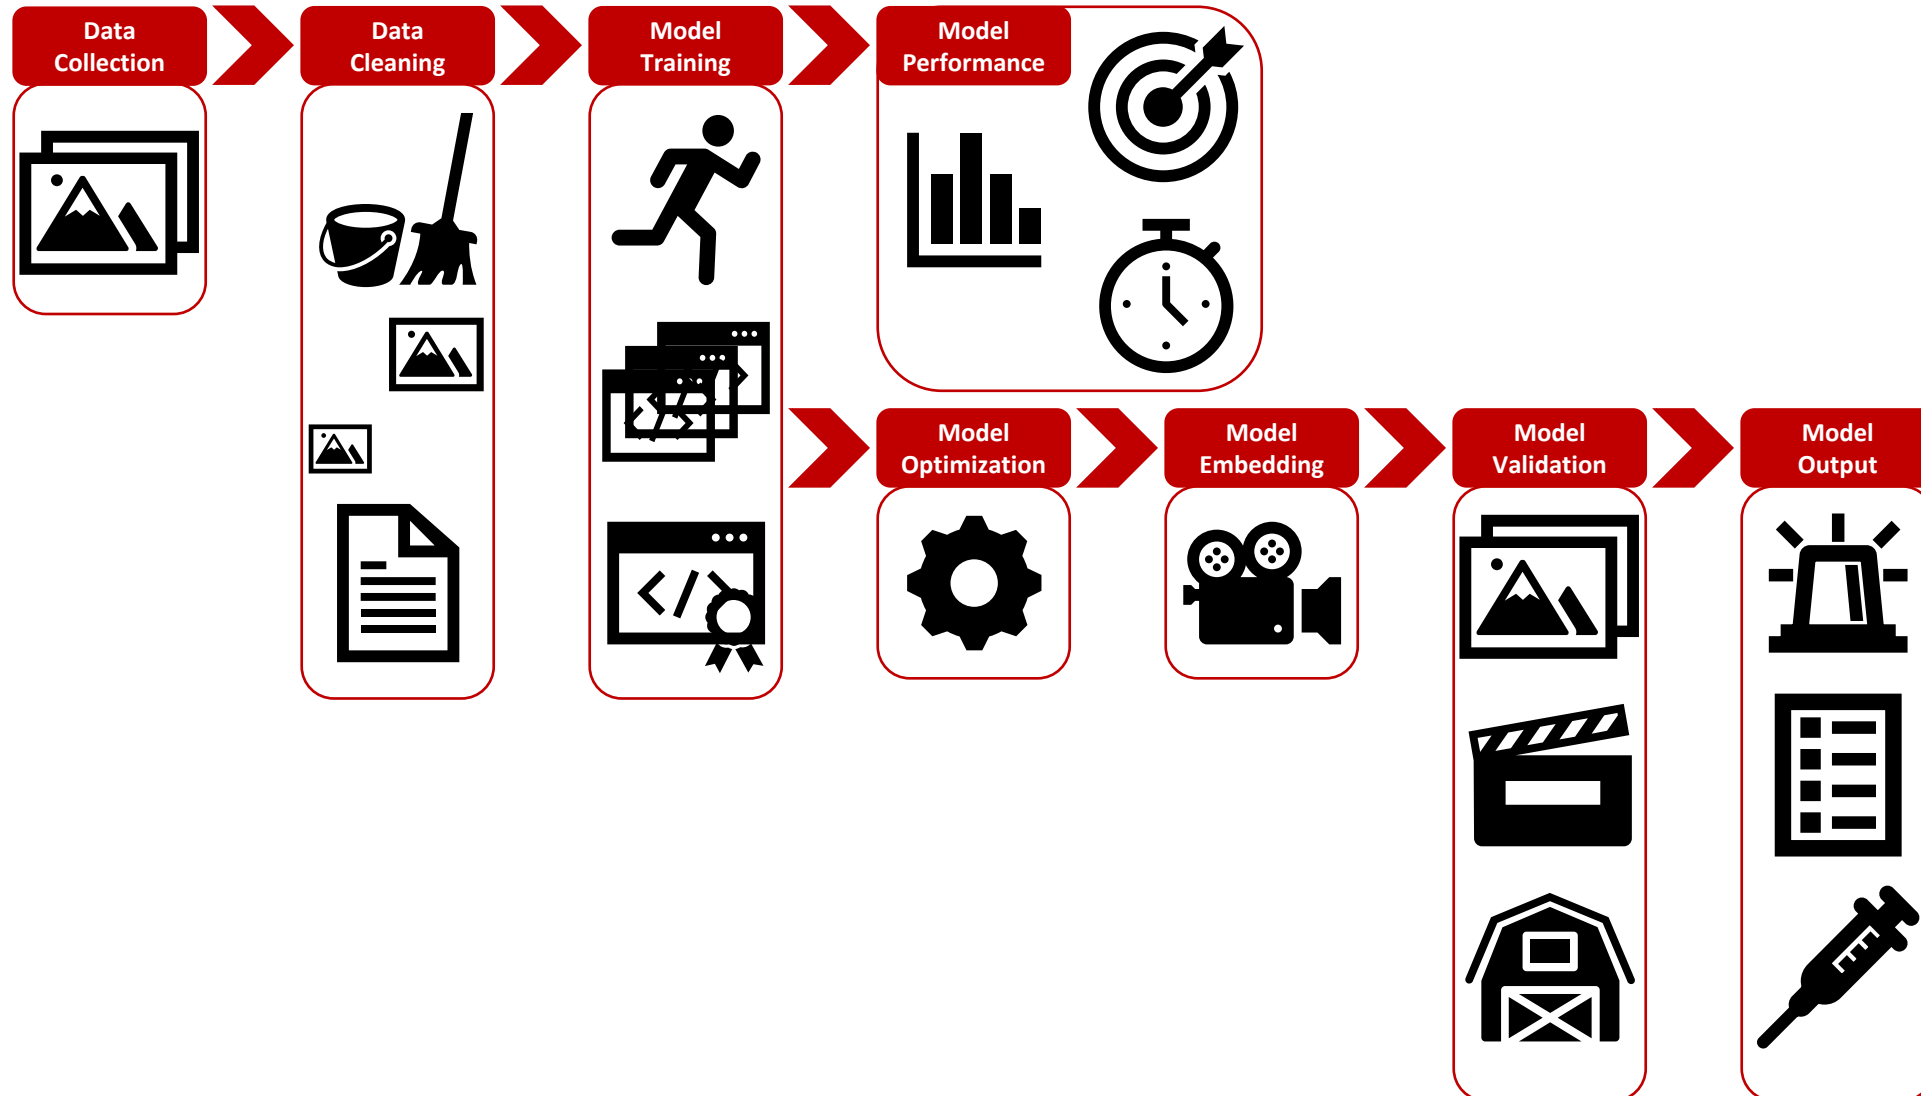 Data
Collection
Data
Cleaning
Model
Training
Model
Performance
Model
Optimization
Model
Embedding
Model
Validation
Model
Output